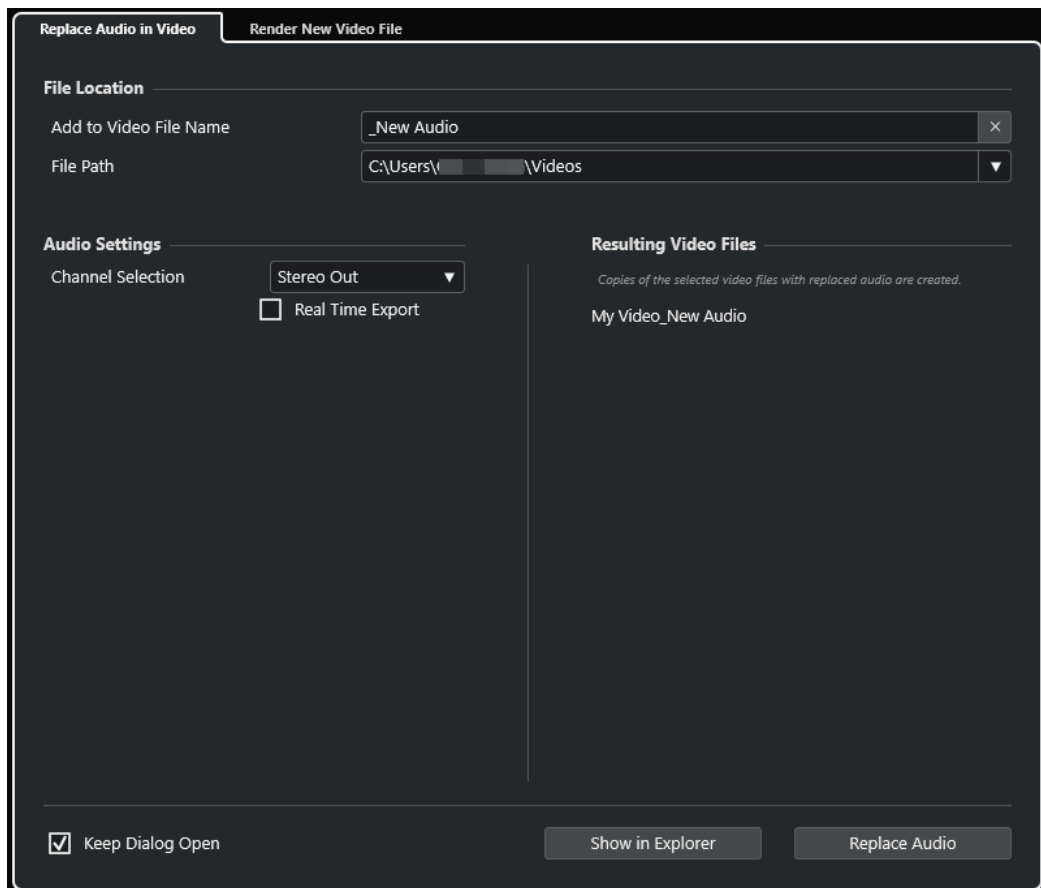 Replace Audio in Video
Render New Video File
File Location
Add to Video File Name
_New Audio
File Path
C:\Users\ \Videos
Audio Settings
Resulting Video Files
Channel Selection
Stereo Out
Copies of the selected video files with replaced audio are created.
Real Time Export
My Video_New Audio
Keep Dialog Open
Show in Explorer
Replace Audio